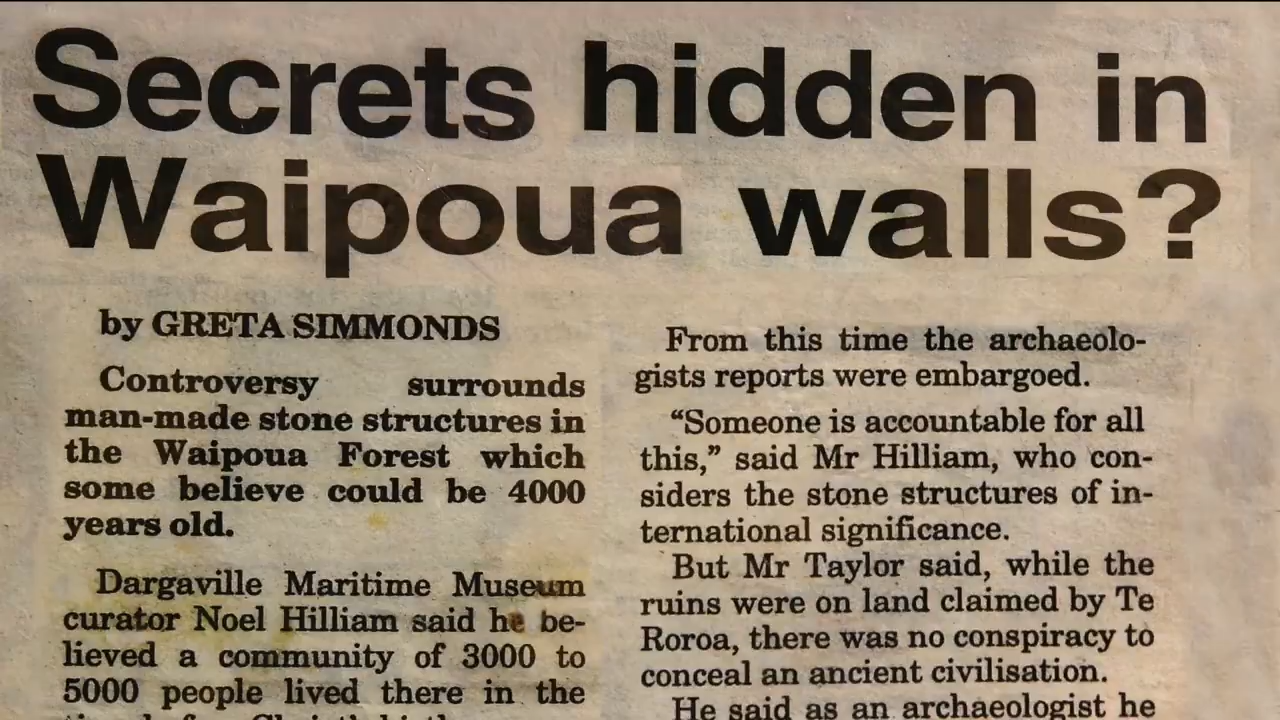 Secrets hidden in
Waipoua walls?
by GRETA SIMMONDS
Controversy surrounds
man-made stone structures in
the Waipoua Forest which
some believe could be 4000
years old.
Dargaville Maritime Museum
curator Noel Hilliam said he be-
lieved a community of 3000 to
5000 people lived there in the
From this time the archaeolo-
gists reports were embargoed.
“Someone is accountable for all
this,” said Mr Hilliam, who con-
siders the stone structures of in-
ternational significance.
But Mr Taylor said, while the
ruins were on land claimed by Te
Roroa, there was no conspiracy to
conceal an ancient civilisation.
He said as an archaeologist he